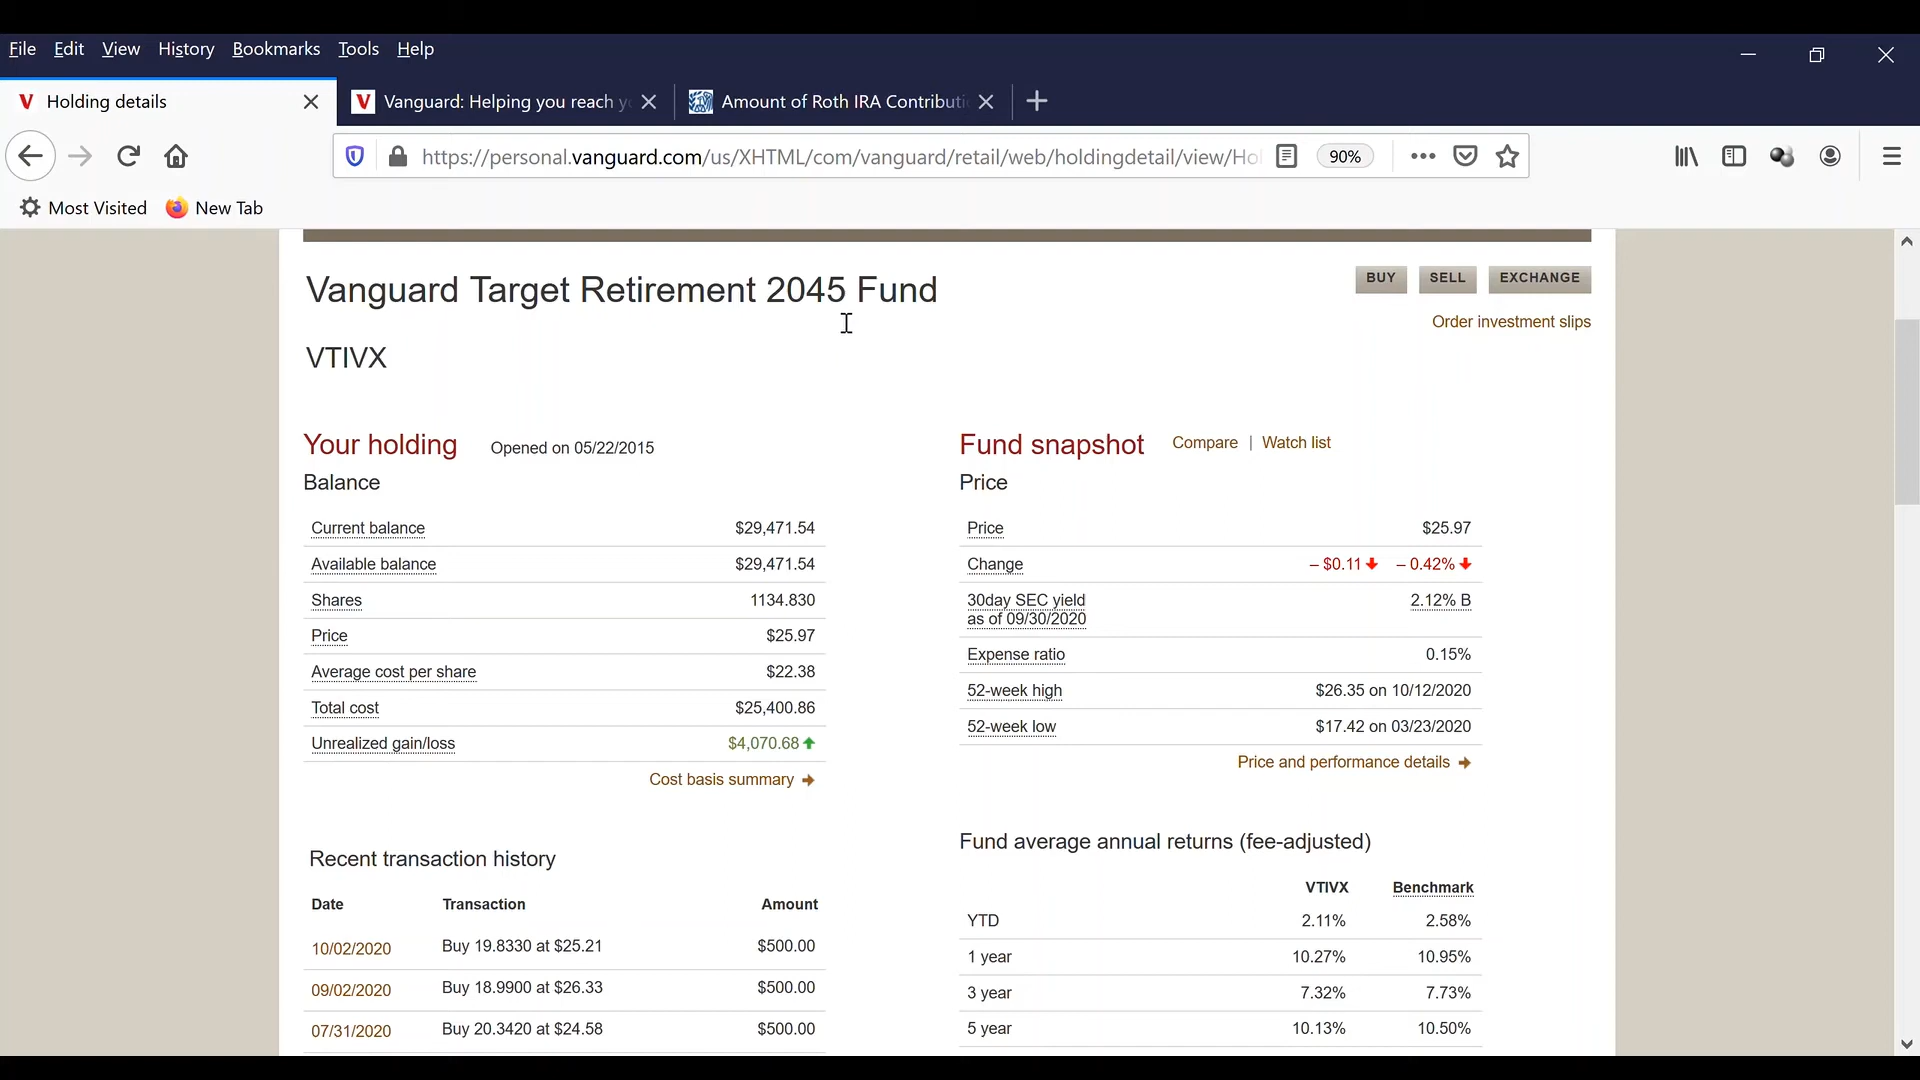 File Edit View History Bookmarks Tools Help
Holding details
Vanguard: Helping you reach y
Amount of Roth IRA Contributi
https://personal.vanguard.com/us/XHTML/com/vanguard/retail/web/holdingdetail/view/Ho
90%
Most Visited New Tab
Vanguard Target Retirement 2045 Fund
BUY SELL EXCHANGE
Order investment slips
VTIVX
Your holding Opened on 05/22/2015
Balance
Current balance $29,471.54
Available balance $29,471.54
Shares 1134.830
Price $25.97
Average cost per share $22.38
Total cost $25,400.86
Unrealized gain/loss $4,070.68
Cost basis summary
Recent transaction history
Date Transaction Amount
10/02/2020 Buy 19.8330 at $25.21 $500.00
09/02/2020 Buy 18.9900 at $26.33 $500.00
07/31/2020 Buy 20.3420 at $24.58 $500.00
Fund snapshot Compare | Watch list
Price
Price $25.97
Change – $0.11 – 0.42%
30day SEC yield 2.12% B
as of 09/30/2020
Expense ratio 0.15%
52-week high $26.35 on 10/12/2020
52-week low $17.42 on 03/23/2020
Price and performance details
Fund average annual returns (fee-adjusted)
VTIVX Benchmark
YTD 2.11% 2.58%
1 year 10.27% 10.95%
3 year 7.32% 7.73%
5 year 10.13% 10.50%